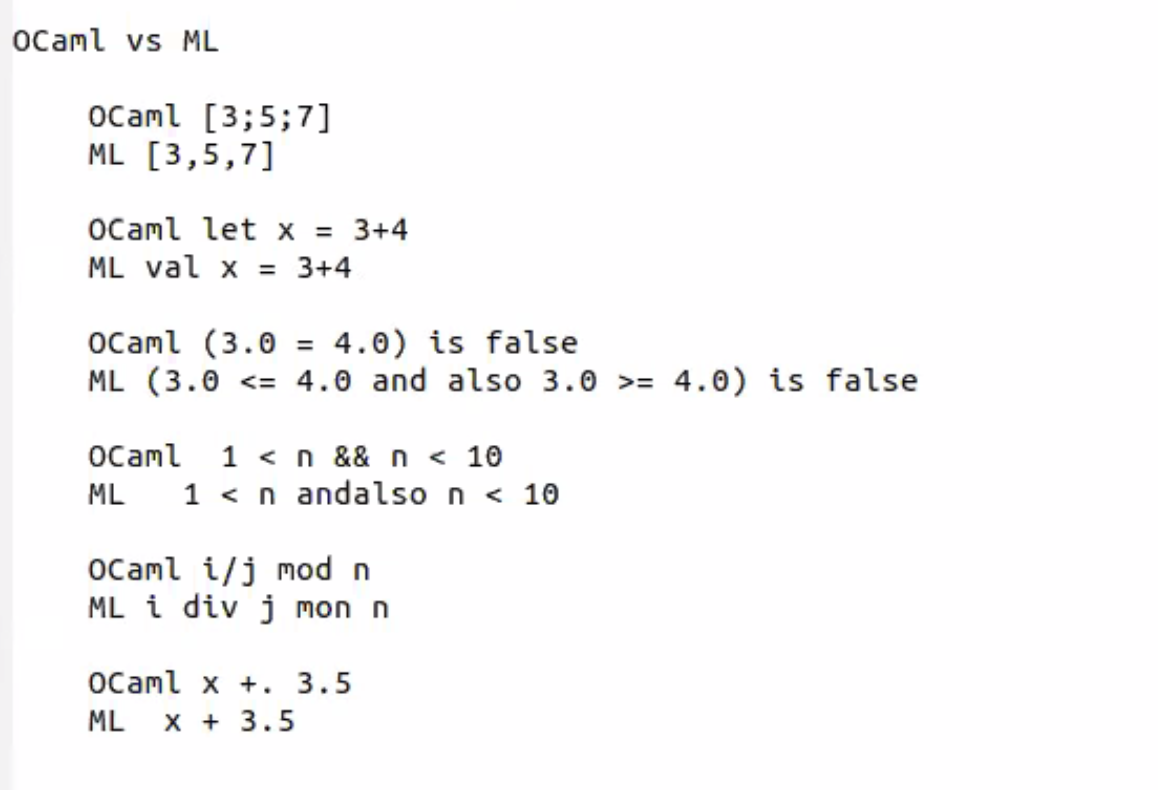 OCaml vs ML
OCaml [3;5;7]
ML [3,5,7]
OCaml let x = 3+4
ML val x = 3+4
OCaml (3.0 = 4.0) is false
ML (3.0 <= 4.0 and also 3.0 >= 4.0) is false
OCaml  1 < n && n < 10
ML   1 < n andalso n < 10
OCaml i/j mod n
ML i div j mon n
OCaml x +. 3.5
ML  x + 3.5